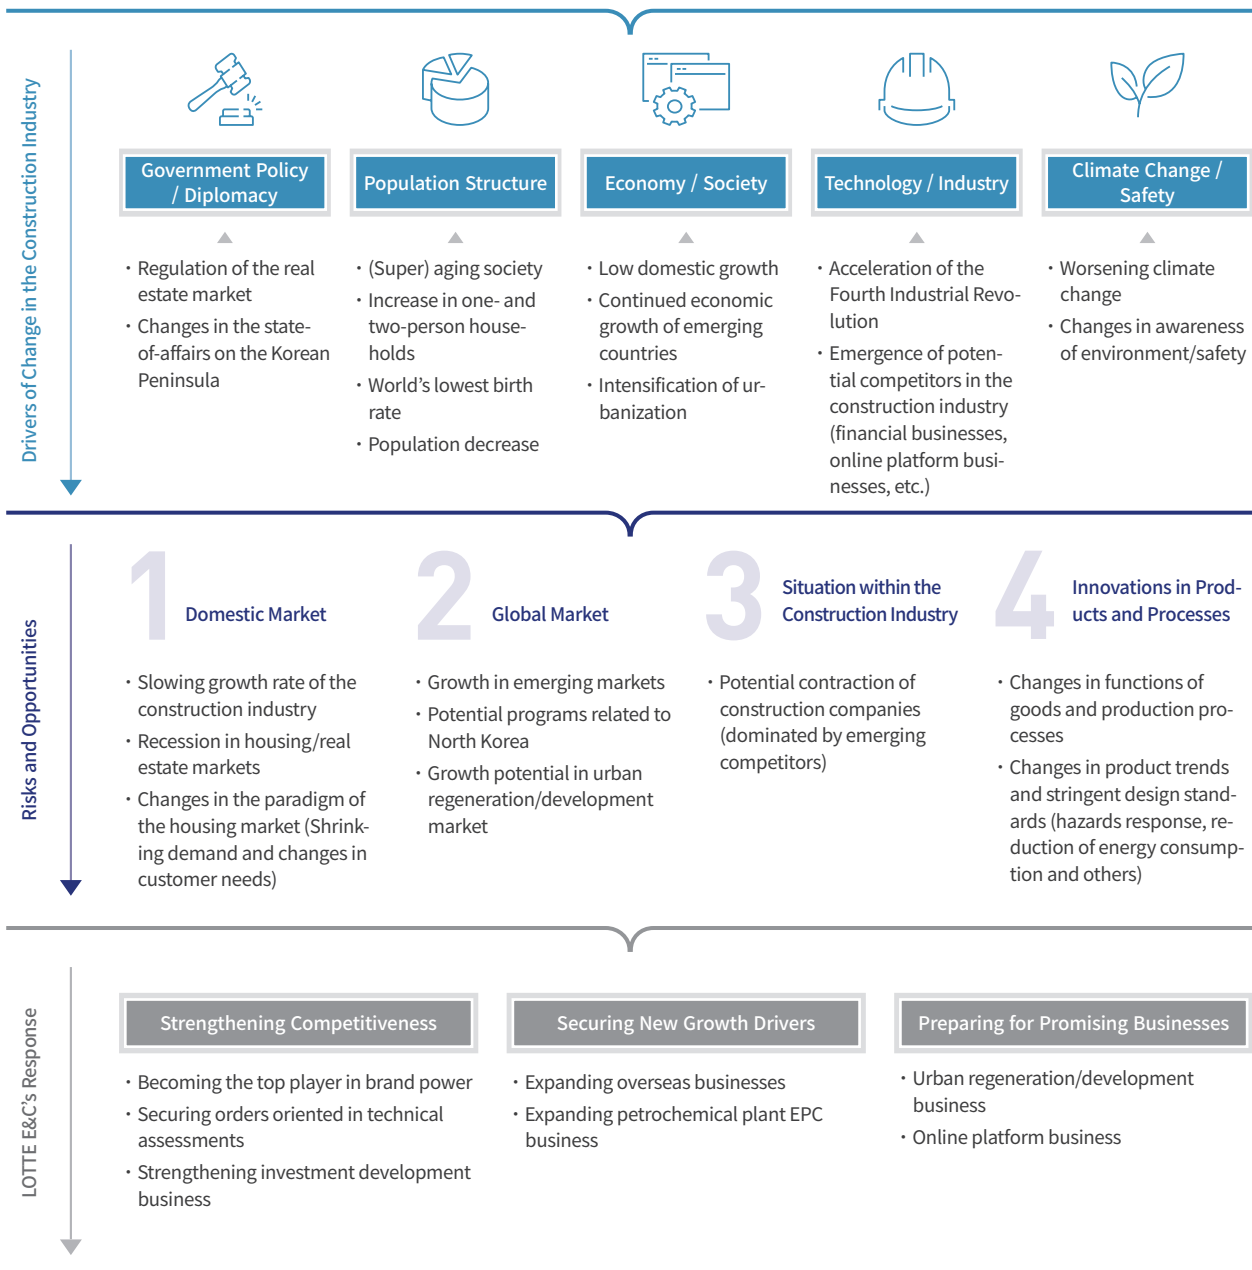 Drivers of Change in the Construction Industry
Government Policy
/ Diplomacy
· Regulation of the real
estate market
· Changes in the state-
of-affairs on the Korean
Peninsula
Population Structure
· (Super) aging society
· Increase in one- and
two-person house-
holds
· World’s lowest birth
rate
· Population decrease
Economy / Society
· Low domestic growth
· Continued economic
growth of emerging
countries
· Intensification of ur-
banization
Technology / Industry
· Acceleration of the
Fourth Industrial Revo-
lution
· Emergence of poten-
tial competitors in the
construction industry
(financial businesses,
online platform busi-
nesses, etc.)
Climate Change /
Safety
· Worsening climate
change
· Changes in awareness
of environment/safety
Risks and Opportunities
1 Domestic Market
· Slowing growth rate of the
construction industry
· Recession in housing/real
estate markets
· Changes in the paradigm of
the housing market (Shrink-
ing demand and changes in
customer needs)
2 Global Market
· Growth in emerging markets
· Potential programs related to
North Korea
· Growth potential in urban
regeneration/development
market
3 Situation within the
Construction Industry
· Potential contraction of
construction companies
(dominated by emerging
competitors)
4 Innovations in Prod-
ucts and Processes
· Changes in functions of
goods and production pro-
cesses
· Changes in product trends
and stringent design stand-
ards (hazards response, re-
duction of energy consump-
tion and others)
LOTTE E&C’s Response
Strengthening Competitiveness
· Becoming the top player in brand power
· Securing orders oriented in technical
assessments
· Strengthening investment development
business
Securing New Growth Drivers
· Expanding overseas businesses
· Expanding petrochemical plant EPC
business
Preparing for Promising Businesses
· Urban regeneration/development
business
· Online platform business